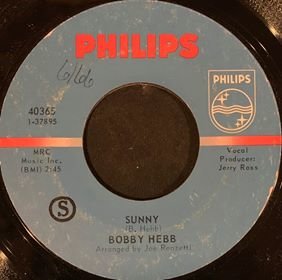 PHILIPS
6/66
PHILIPS
40365
1-37895
MRC
Music Inc.
(BMI) 2:45
Vocal
Producer:
Jerry Ross
S
SUNNY
(B. Hebb)
BOBBY HEBB
Arranged by Joe Renzetti